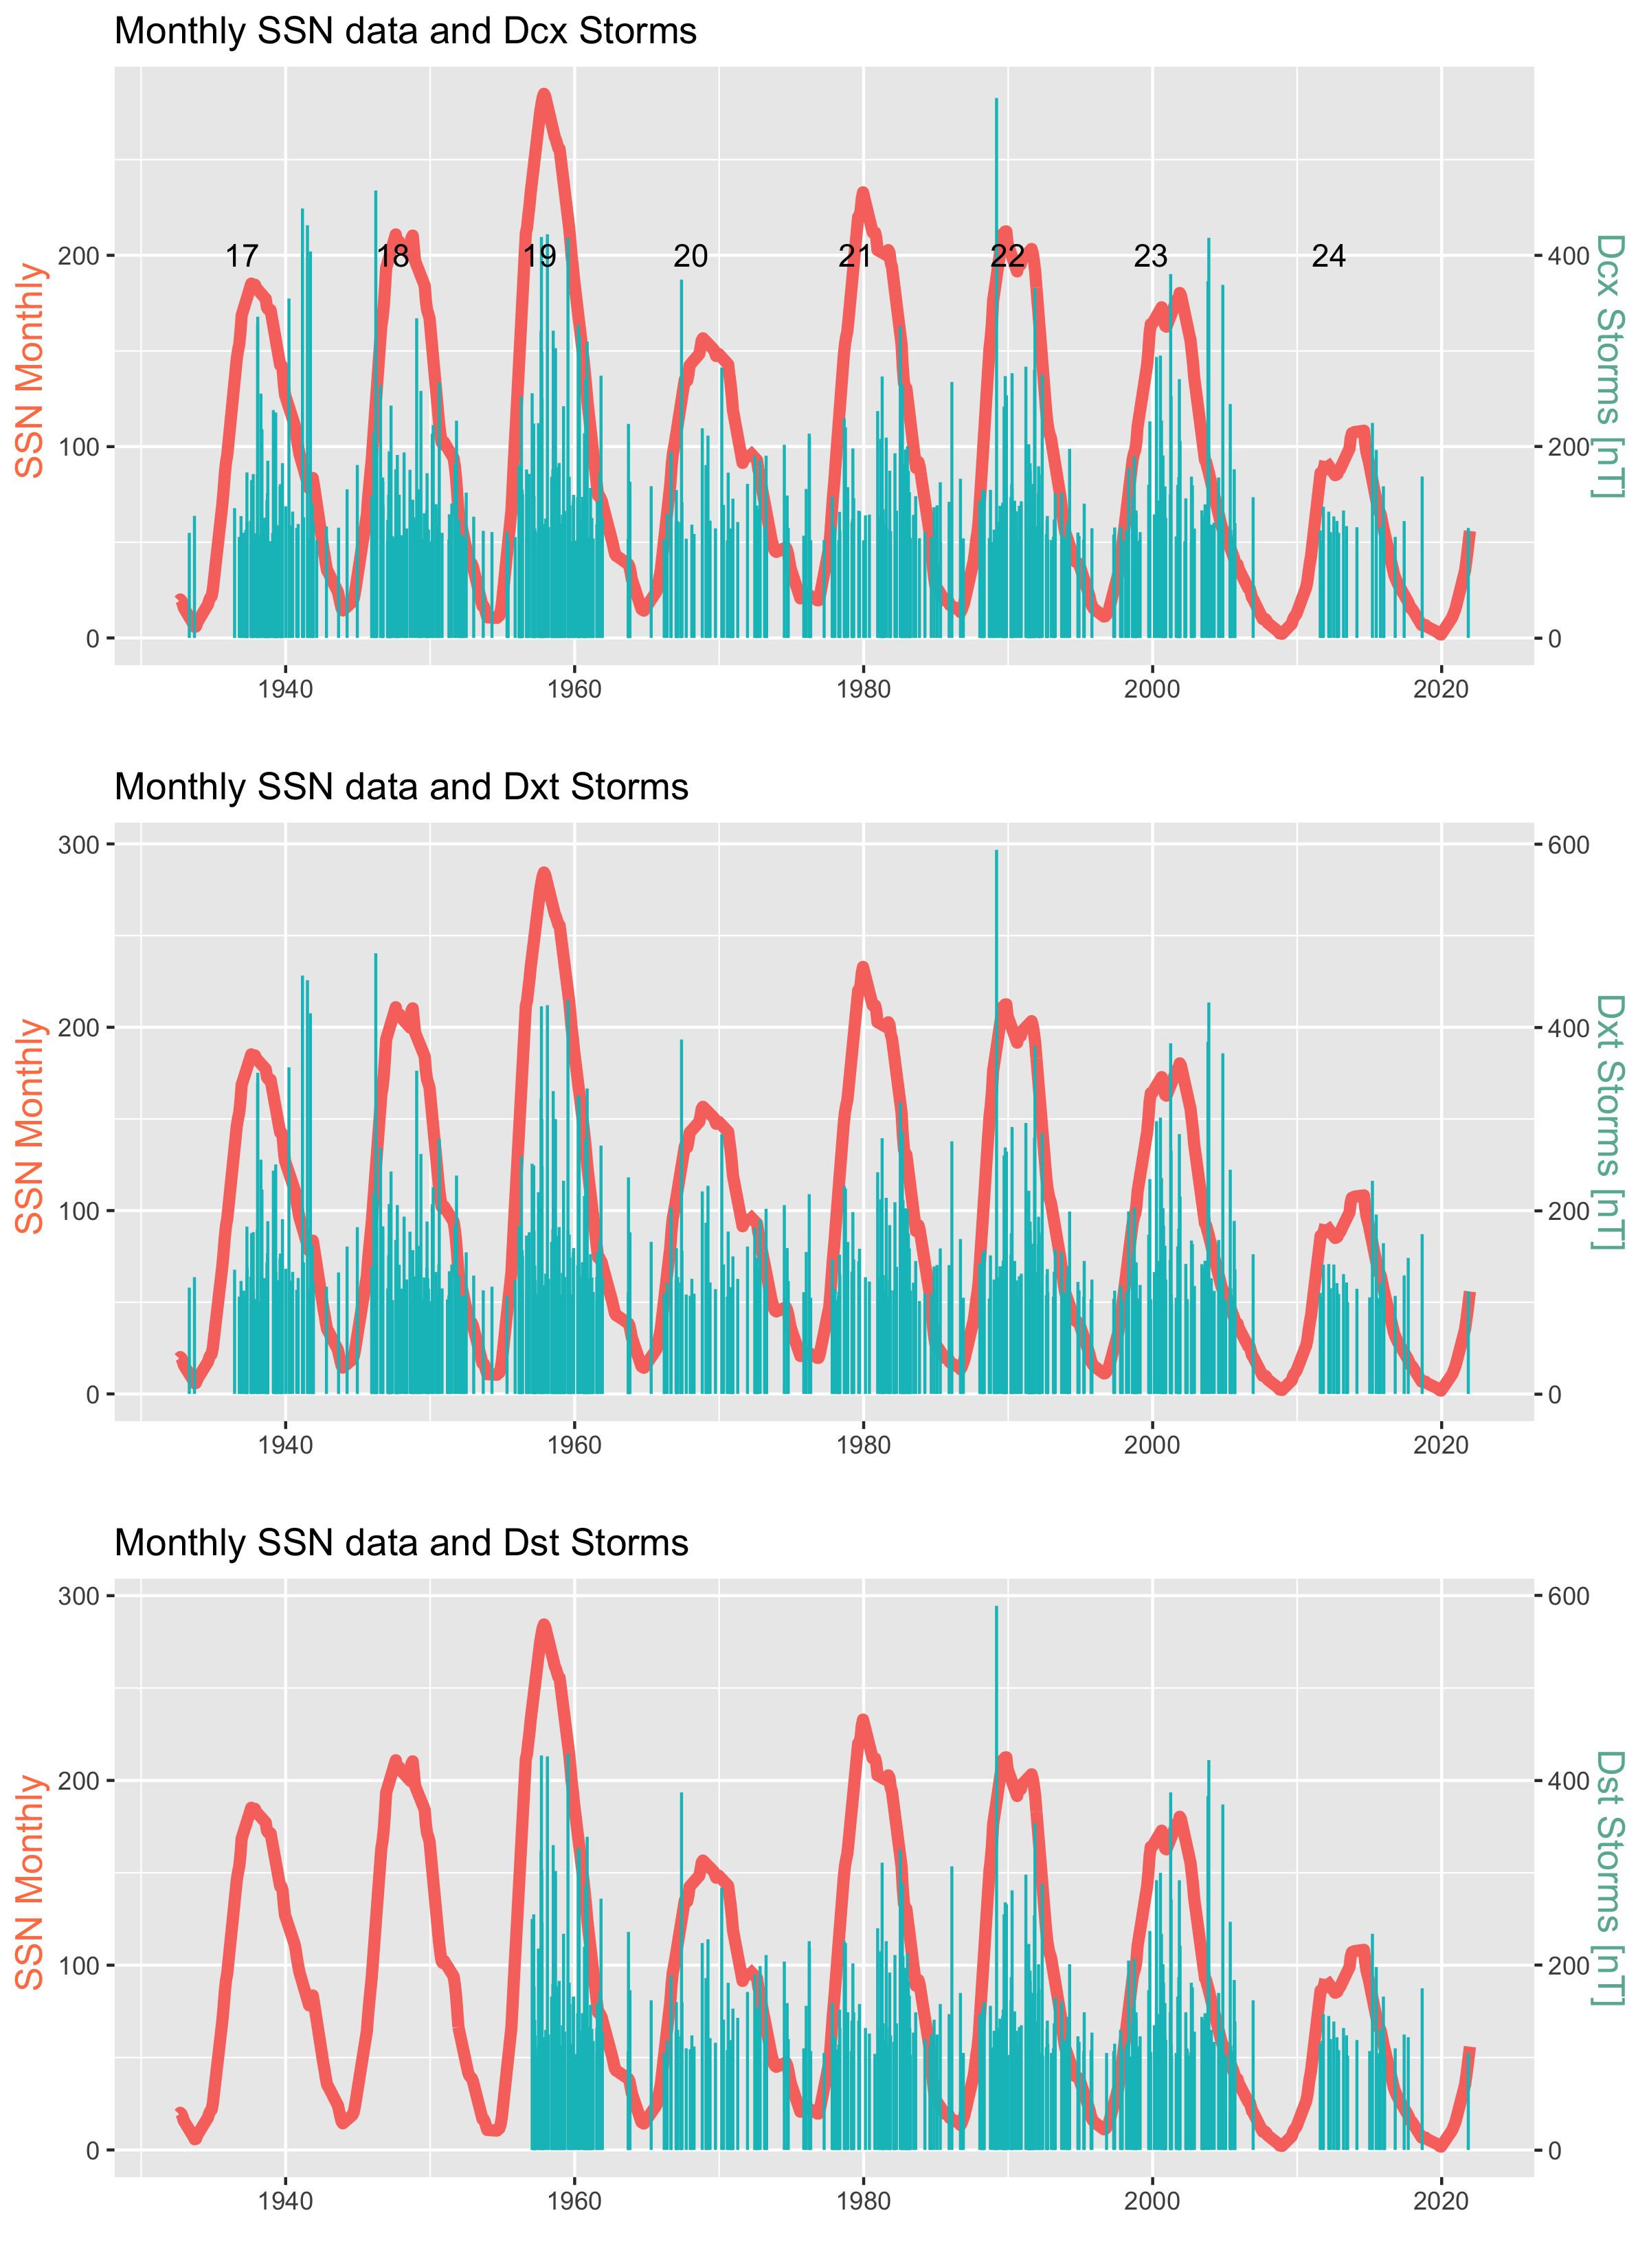 Monthly SSN data and Dcx Storms
17 18 19 20 21 22 23 24
200 400
100 200
0 0
SSN Monthly
Dcx Storms [nT]
1940 1960 1980 2000 2020
Monthly SSN data and Dxt Storms
300 600
200 400
100 200
0 0
SSN Monthly
Dxt Storms [nT]
1940 1960 1980 2000 2020
Monthly SSN data and Dst Storms
300 600
200 400
100 200
0 0
SSN Monthly
Dst Storms [nT]
1940 1960 1980 2000 2020